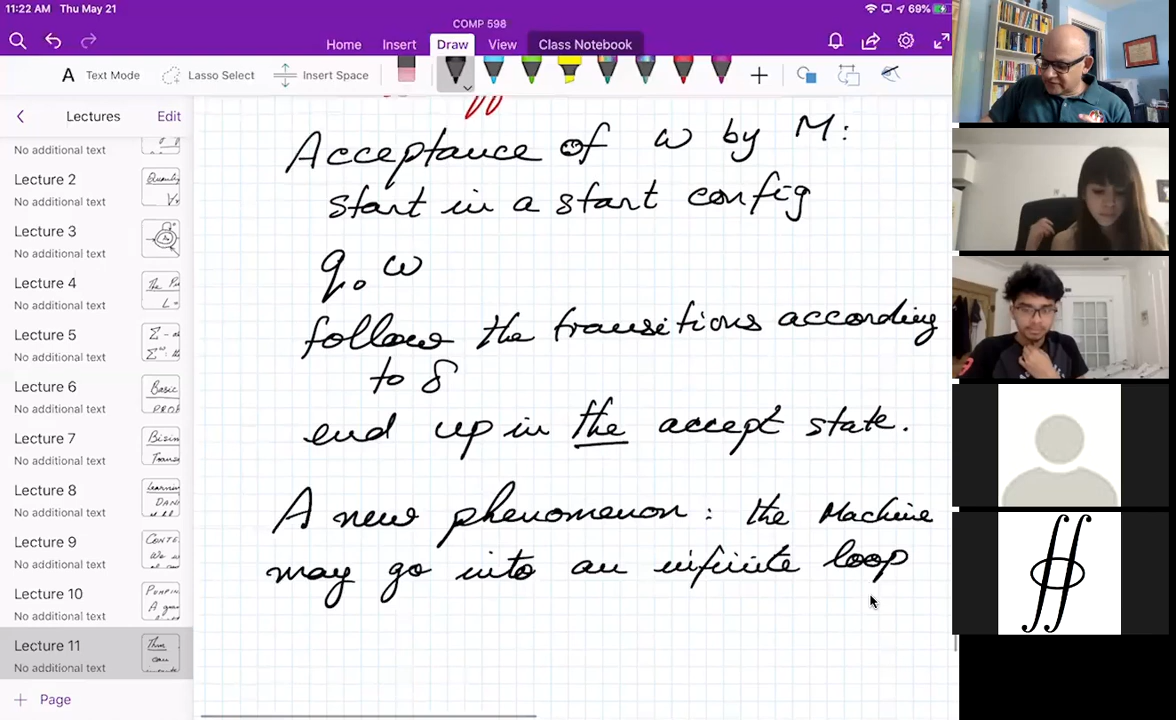 11:22 AM Thu May 21
69%
COMP 598
Home Insert Draw View Class Notebook
A Text Mode Lasso Select Insert Space
Lectures Edit
No additional text
Lecture 2
No additional text
Lecture 3
No additional text
Lecture 4
No additional text
Lecture 5
No additional text
Lecture 6
No additional text
Lecture 7
No additional text
Lecture 8
No additional text
Lecture 9
No additional text
Lecture 10
No additional text
Lecture 11
No additional text
+ Page
Acceptance of w by M:
start in a start config
q₀ w
follow the transitions according
to δ
end up in the accept state.
A new phenomenon: the Machine
may go into an infinite loop